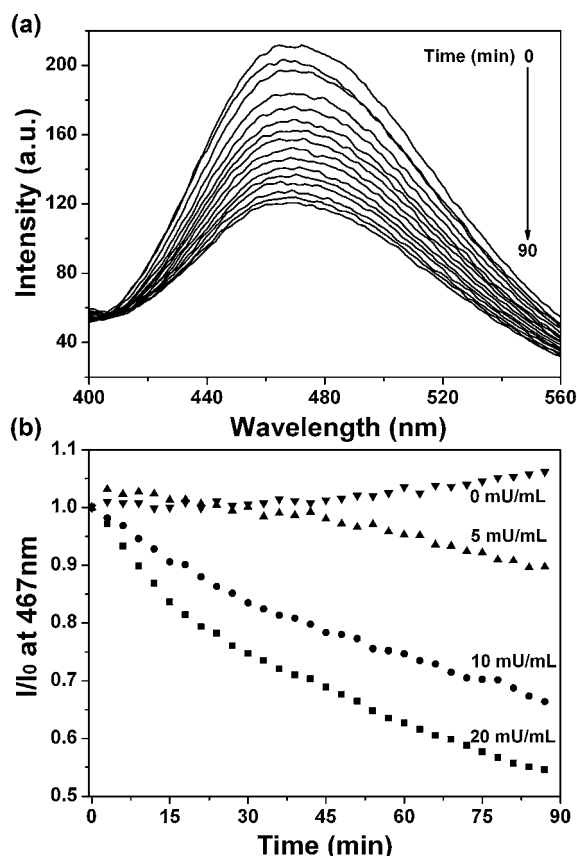 (a)
Time (min) 0
90
Intensity (a.u.)
200
160
120
80
40
400 440 480 520 560
Wavelength (nm)
(b)
I/I0 at 467nm
1.1
1.0
0.9
0.8
0.7
0.6
0.5
0 mU/mL
5 mU/mL
10 mU/mL
20 mU/mL
0 15 30 45 60 75 90
Time (min)